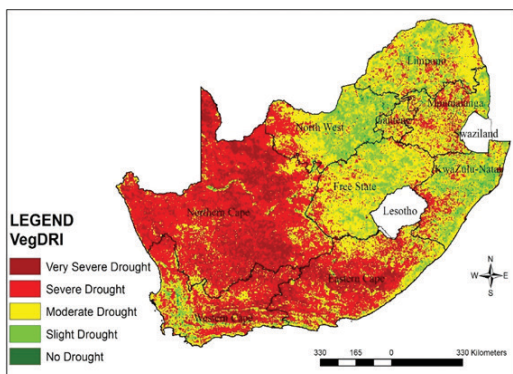 Limpopo
Mpumalanga
North West
Gauteng
Swaziland
KwaZulu-Natal
Free State
Lesotho
Northern Cape
Eastern Cape
Western Cape
LEGEND
VegDRI
Very Severe Drought
Severe Drought
Moderate Drought
Slight Drought
No Drought
N
W E
S
330 165 0 330 Kilometers